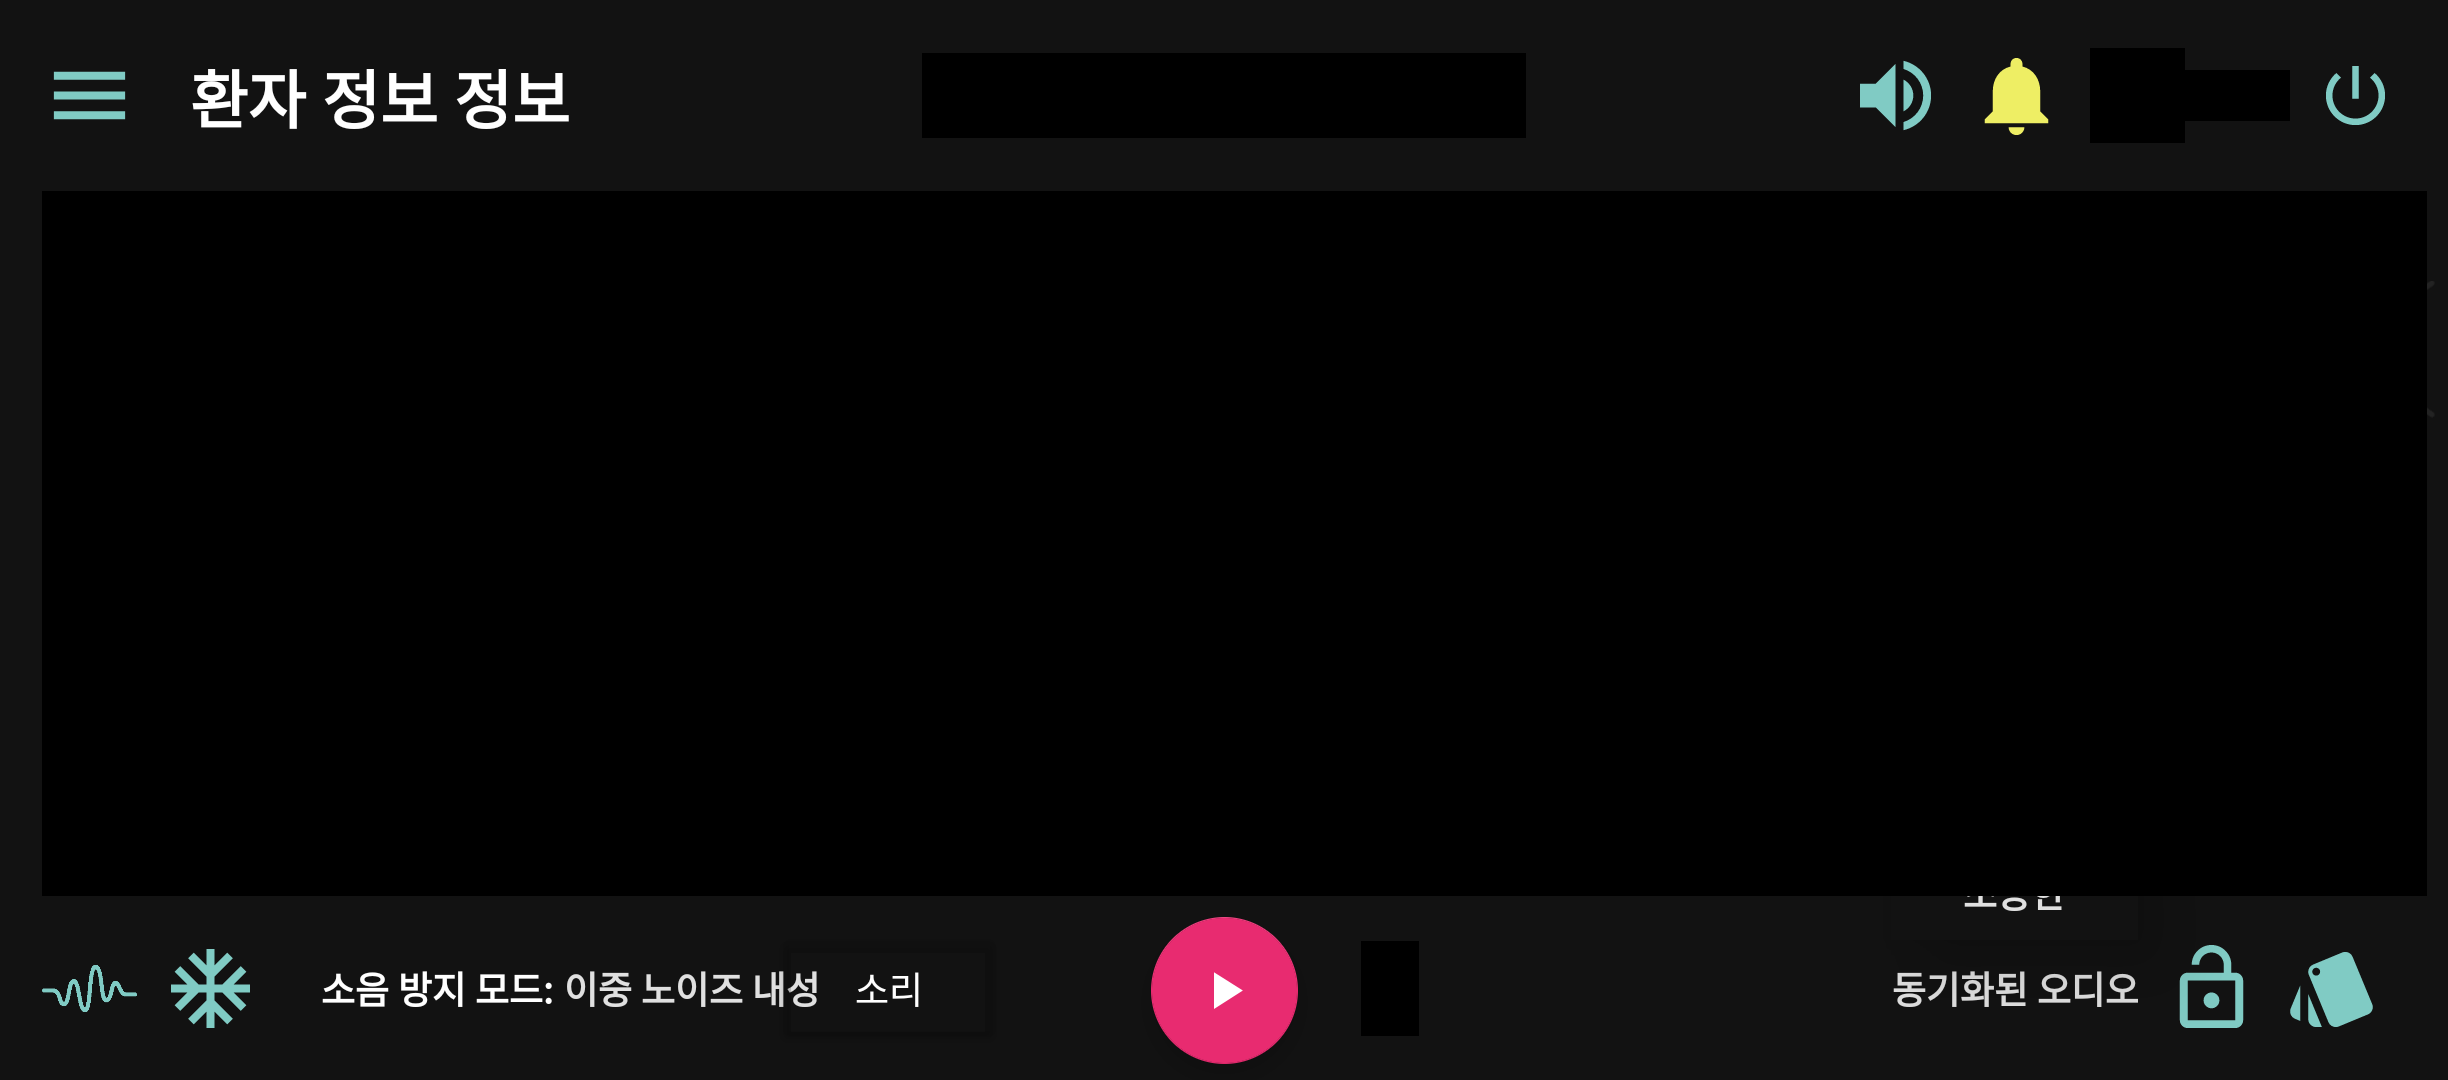 환자 정보 정보
소음 방지 모드: 이중 노이즈 내성
소리
동기화된 오디오